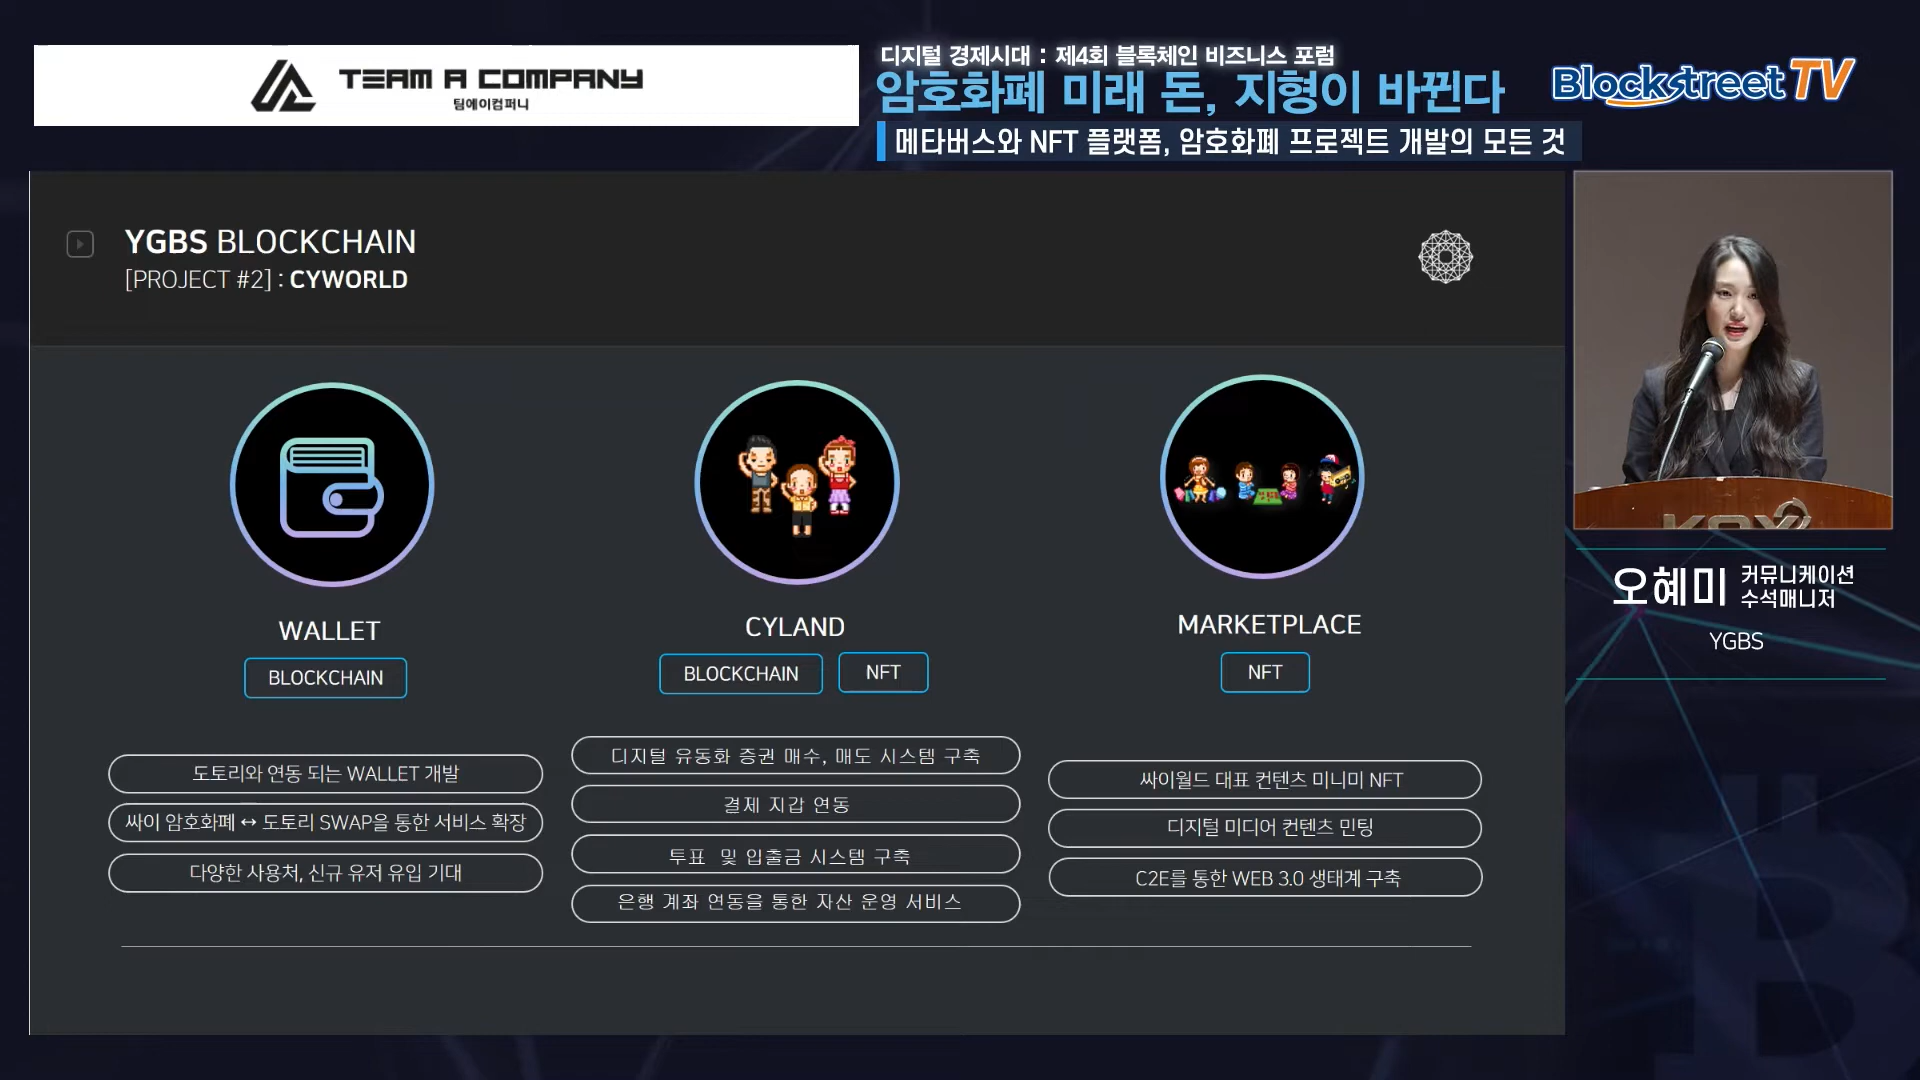 TEAM A COMPANY
팀에이컴퍼니
디지털 경제시대 : 제4회 블록체인 비즈니스 포럼
암호화폐 미래 돈, 지형이 바뀐다
메타버스와 NFT 플랫폼, 암호화폐 프로젝트 개발의 모든 것
Blockstreet TV
YGBS BLOCKCHAIN
[PROJECT #2] : CYWORLD
WALLET
BLOCKCHAIN
도토리와 연동 되는 WALLET 개발
싸이 암호화폐 ↔ 도토리 SWAP을 통한 서비스 확장
다양한 사용처, 신규 유저 유입 기대
CYLAND
BLOCKCHAIN
NFT
디지털 유동화 증권 매수, 매도 시스템 구축
결제 지갑 연동
투표 및 입출금 시스템 구축
은행 계좌 연동을 통한 자산 운영 서비스
MARKETPLACE
NFT
싸이월드 대표 컨텐츠 미니미 NFT
디지털 미디어 컨텐츠 민팅
C2E를 통한 WEB 3.0 생태계 구축
오혜미 커뮤니케이션
수석매니저
YGBS